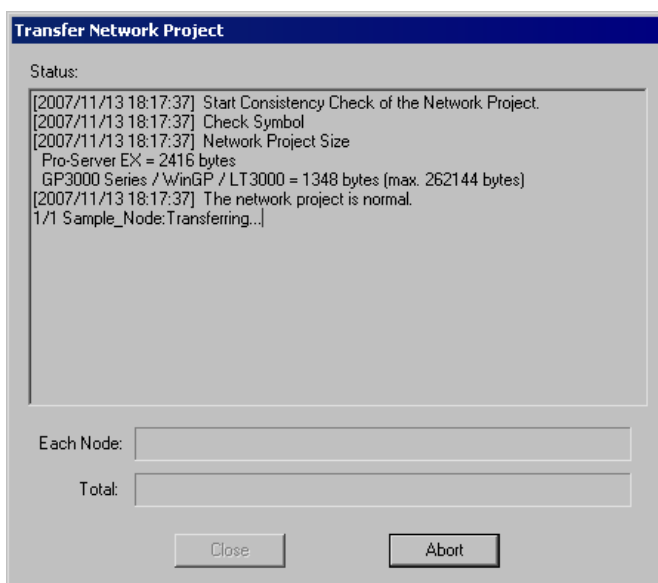 Transfer Network Project
Status:
[2007/11/13 18:17:37]  Start Consistency Check of the Network Project.
[2007/11/13 18:17:37]  Check Symbol
[2007/11/13 18:17:37]  Network Project Size
  Pro-Server EX = 2416 bytes
  GP3000 Series / WinGP / LT3000 = 1348 bytes (max. 262144 bytes)
[2007/11/13 18:17:37]  The network project is normal.
1/1 Sample_Node:Transferring...
Each Node:
Total:
Close Abort